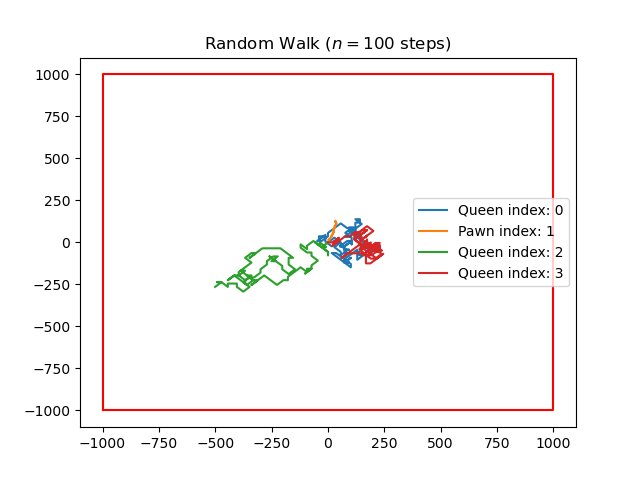 Random Walk (n = 100 steps)
1000
750
500
250
0
−250
−500
−750
−1000
Queen index: 0
Pawn index: 1
Queen index: 2
Queen index: 3
−1000 −750 −500 −250 0 250 500 750 1000